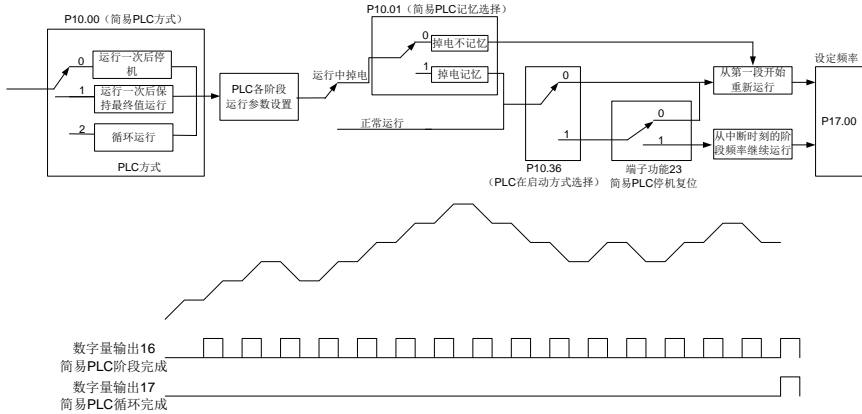 P10.00（简易PLC方式）
0
运行一次后停
机
1
运行一次后保
持最终值运行
2
循环运行
PLC方式
PLC各阶段
运行参数设置
运行中掉电
正常运行
P10.01（简易PLC记忆选择）
0
掉电不记忆
1
掉电记忆
0
1
P10.36
（PLC在启动方式选择）
0
1
端子功能23
简易PLC停机复位
从第一段开始
重新运行
从中断时刻的阶
段频率继续运行
设定频率
P17.00
数字量输出16
简易PLC阶段完成
数字量输出17
简易PLC循环完成